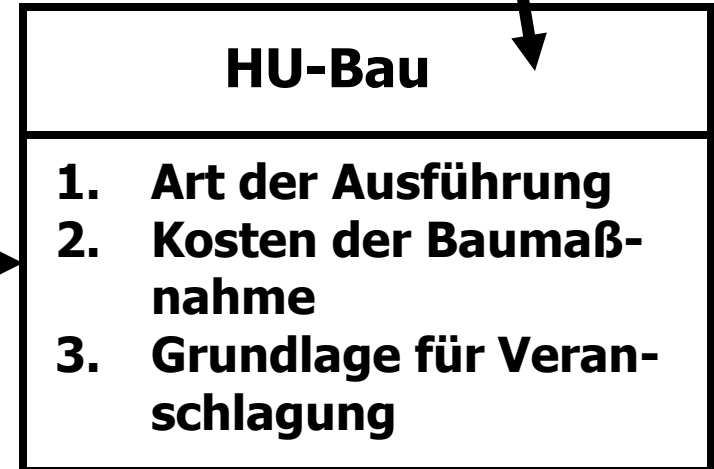 HU-Bau
1. Art der Ausführung
2. Kosten der Baumaß-
nahme
3. Grundlage für Veran-
schlagung